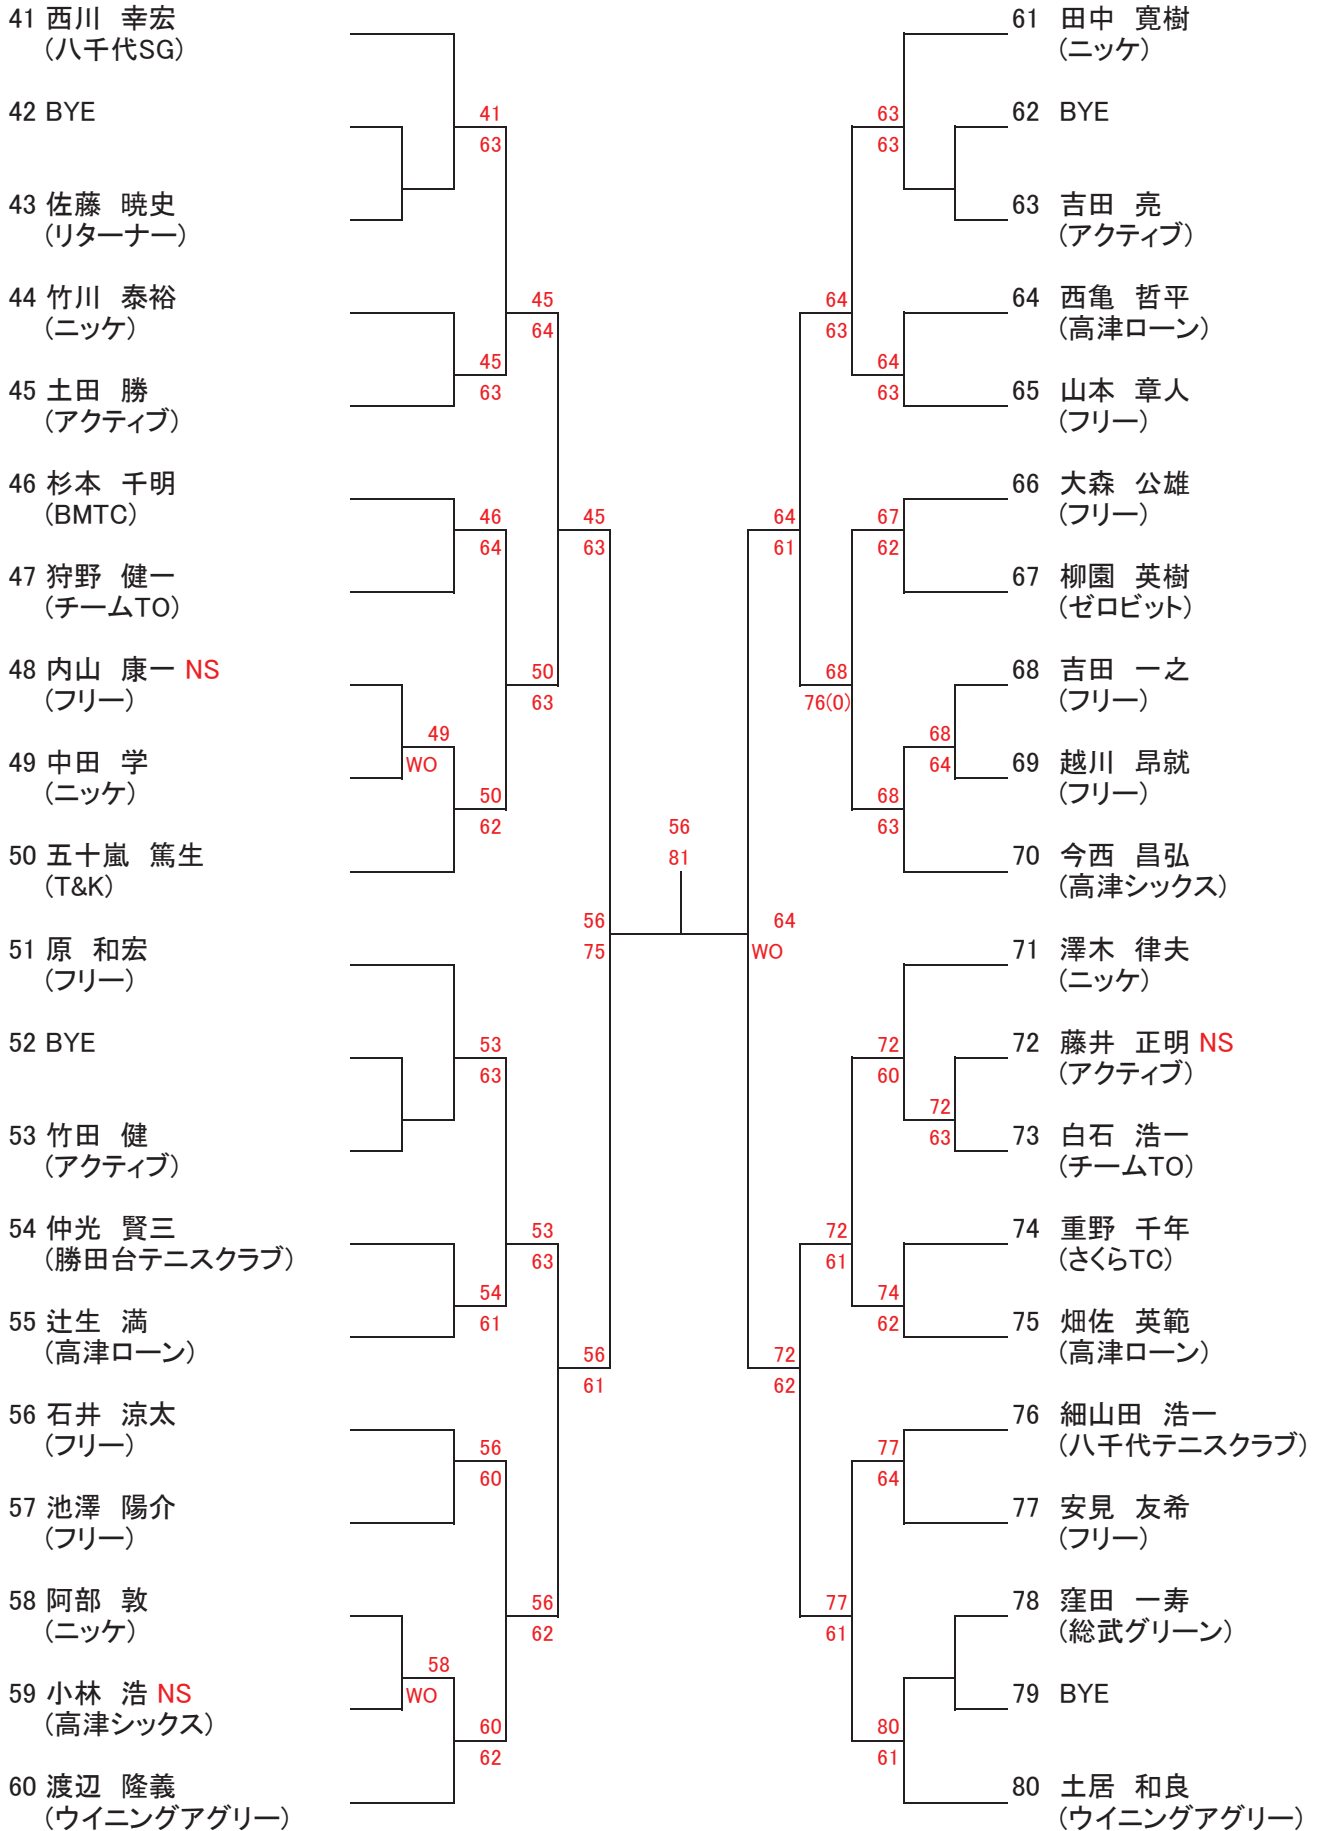 41 西川 幸宏
(八千代SG)
42 BYE
43 佐藤 暁史
(リターナー)
44 竹川 泰裕
(ニッケ)
45 土田 勝
(アクティブ)
46 杉本 千明
(BMTC)
47 狩野 健一
(チームTO)
48 内山 康一 NS
(フリー)
49 中田 学
(ニッケ)
50 五十嵐 篤生
(T&K)
51 原 和宏
(フリー)
52 BYE
53 竹田 健
(アクティブ)
54 仲光 賢三
(勝田台テニスクラブ)
55 辻生 満
(高津ローン)
56 石井 涼太
(フリー)
57 池澤 陽介
(フリー)
58 阿部 敦
(ニッケ)
59 小林 浩 NS
(高津シックス)
60 渡辺 隆義
(ウイニングアグリー)
49
WO
58
WO
41
63
45
63
46
64
50
62
53
63
54
61
56
60
60
62
45
64
50
63
53
63
56
62
45
63
56
61
56
75
56
81
64
WO
64
61
72
62
64
63
68
76(0)
72
61
77
61
63
63
64
63
67
62
68
63
72
60
74
62
77
64
80
61
68
64
72
63
61 田中 寛樹
(ニッケ)
62 BYE
63 吉田 亮
(アクティブ)
64 西亀 哲平
(高津ローン)
65 山本 章人
(フリー)
66 大森 公雄
(フリー)
67 柳園 英樹
(ゼロビット)
68 吉田 一之
(フリー)
69 越川 昂就
(フリー)
70 今西 昌弘
(高津シックス)
71 澤木 律夫
(ニッケ)
72 藤井 正明 NS
(アクティブ)
73 白石 浩一
(チームTO)
74 重野 千年
(さくらTC)
75 畑佐 英範
(高津ローン)
76 細山田 浩一
(八千代テニスクラブ)
77 安見 友希
(フリー)
78 窪田 一寿
(総武グリーン)
79 BYE
80 土居 和良
(ウイニングアグリー)